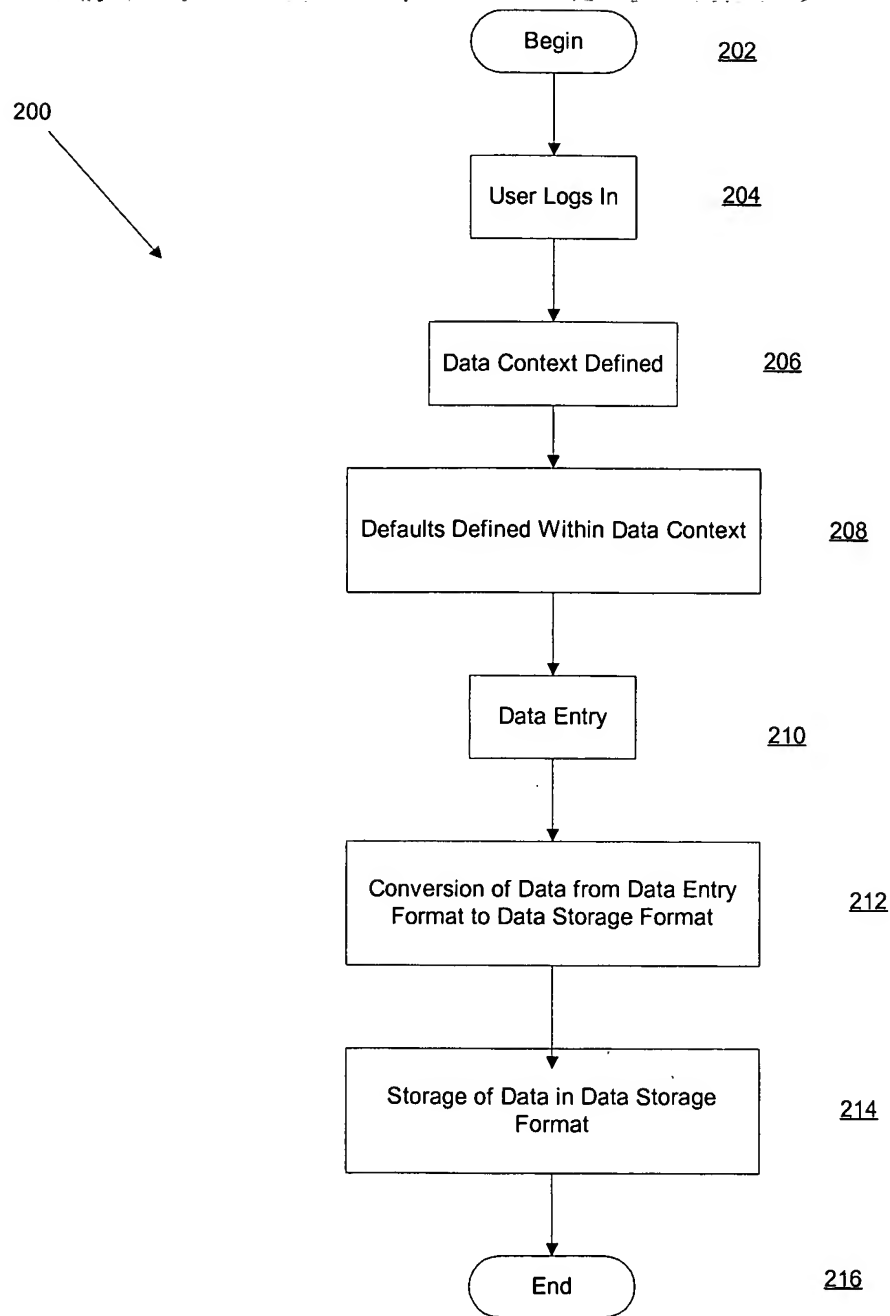 Begin
202
200
User Logs In
204
Data Context Defined
206
Defaults Defined Within Data Context
208
Data Entry
210
Conversion of Data from Data Entry
Format to Data Storage Format
212
Storage of Data in Data Storage
Format
214
End
216